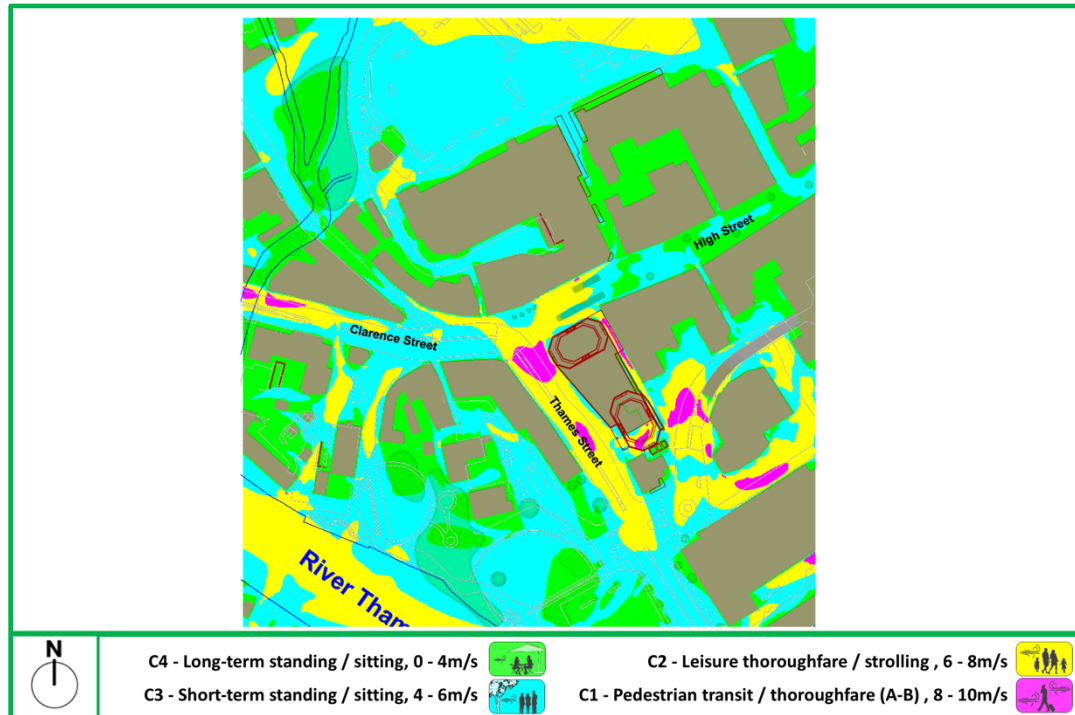 High Street
Clarence Street
Thames Street
River Tham
N
C4 - Long-term standing / sitting, 0 - 4m/s
C2 - Leisure thoroughfare / strolling , 6 - 8m/s
C3 - Short-term standing / sitting, 4 - 6m/s
C1 - Pedestrian transit / thoroughfare (A-B) , 8 - 10m/s